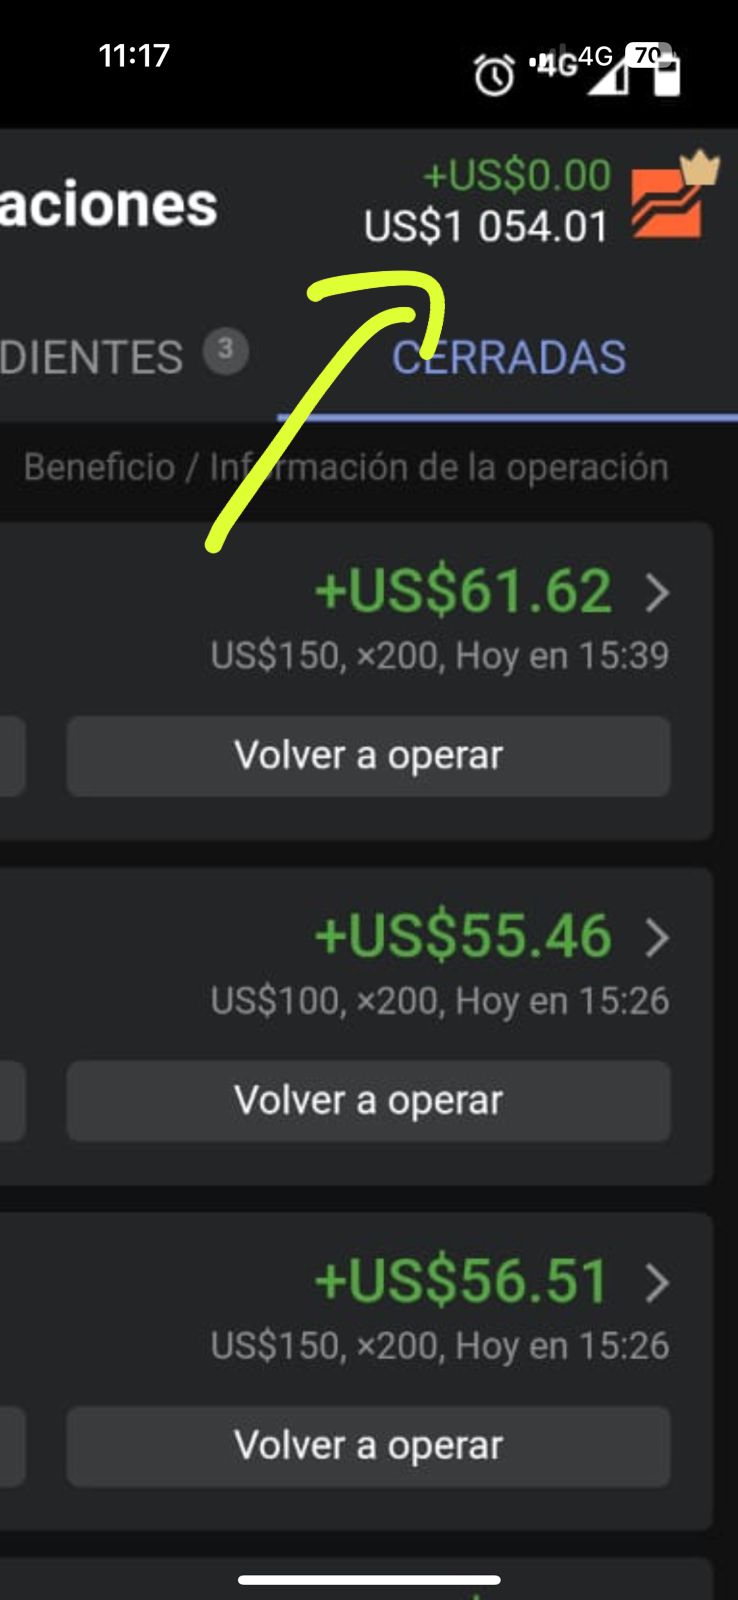 11:17
4G
4G
70
aciones
+US$0.00
US$1 054.01
DIENTES 3
CERRADAS
Beneficio / Información de la operación
+US$61.62
US$150, ×200, Hoy en 15:39
Volver a operar
+US$55.46
US$100, ×200, Hoy en 15:26
Volver a operar
+US$56.51
US$150, ×200, Hoy en 15:26
Volver a operar